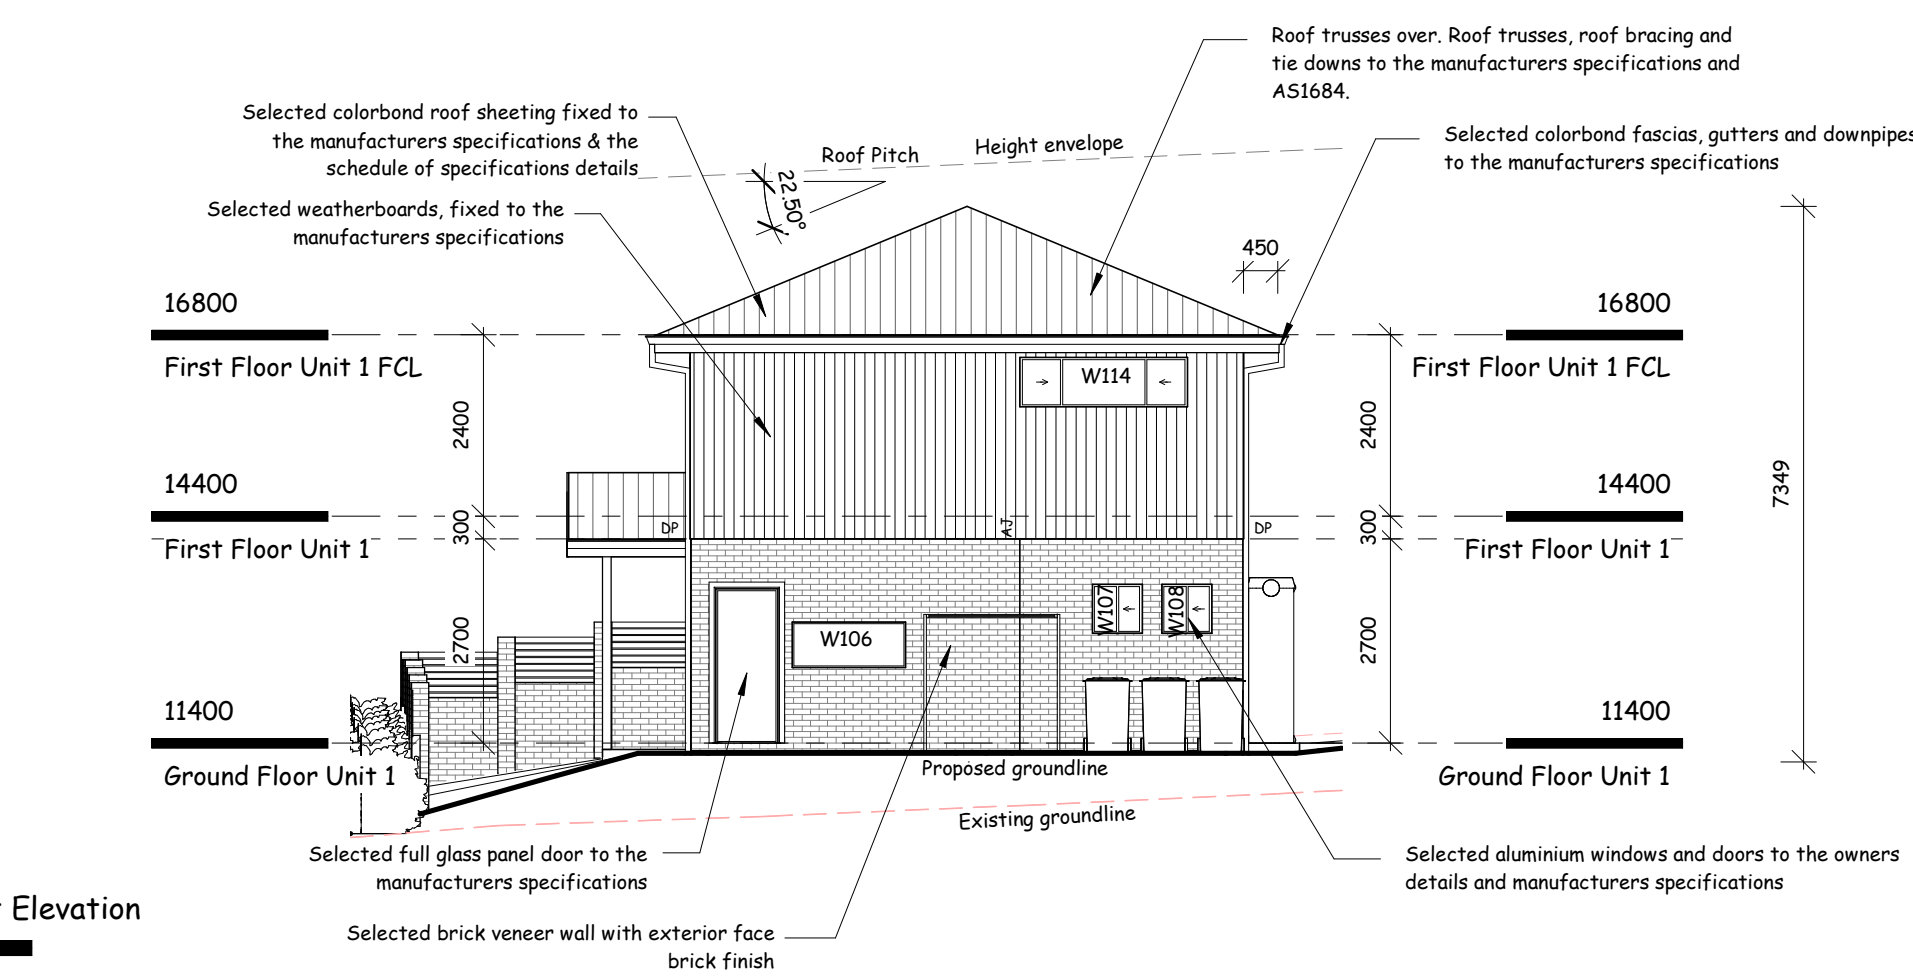 Roof trusses over. Roof trusses, roof bracing and
tie downs to the manufacturers specifications and
AS1684.
Selected colorbond roof sheeting fixed to
the manufacturers specifications & the
schedule of specifications details
Roof Pitch
Height envelope
22.50°
Selected colorbond fascias, gutters and downpipes
to the manufacturers specifications
Selected weatherboards, fixed to the
manufacturers specifications
450
16800
First Floor Unit 1 FCL
16800
First Floor Unit 1 FCL
W114
2400
2400
7349
14400
First Floor Unit 1
14400
First Floor Unit 1
300
DP
AJ
DP
300
W106
W107
W108
2700
2700
11400
Ground Floor Unit 1
11400
Ground Floor Unit 1
Proposed groundline
Existing groundline
Selected full glass panel door to the
manufacturers specifications
Selected aluminium windows and doors to the owners
details and manufacturers specifications
Elevation
Selected brick veneer wall with exterior face
brick finish